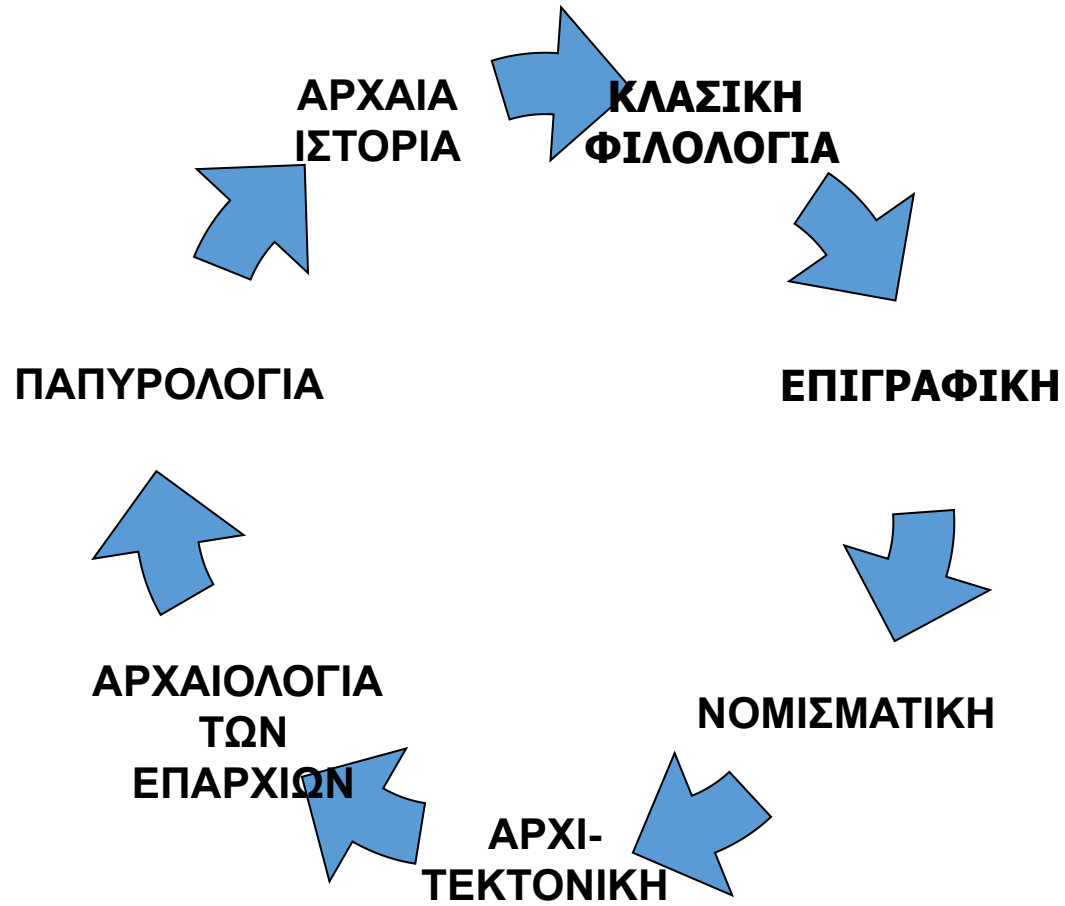 ΑΡΧΑΙΑ
ΙΣΤΟΡΙΑ
ΚΛΑΣΙΚΗ
ΦΙΛΟΛΟΓΙΑ
ΕΠΙΓΡΑΦΙΚΗ
ΝΟΜΙΣΜΑΤΙΚΗ
ΑΡΧΙ-
ΤΕΚΤΟΝΙΚΗ
ΑΡΧΑΙΟΛΟΓΙΑ
ΤΩΝ
ΕΠΑΡΧΙΩΝ
ΠΑΠΥΡΟΛΟΓΙΑ